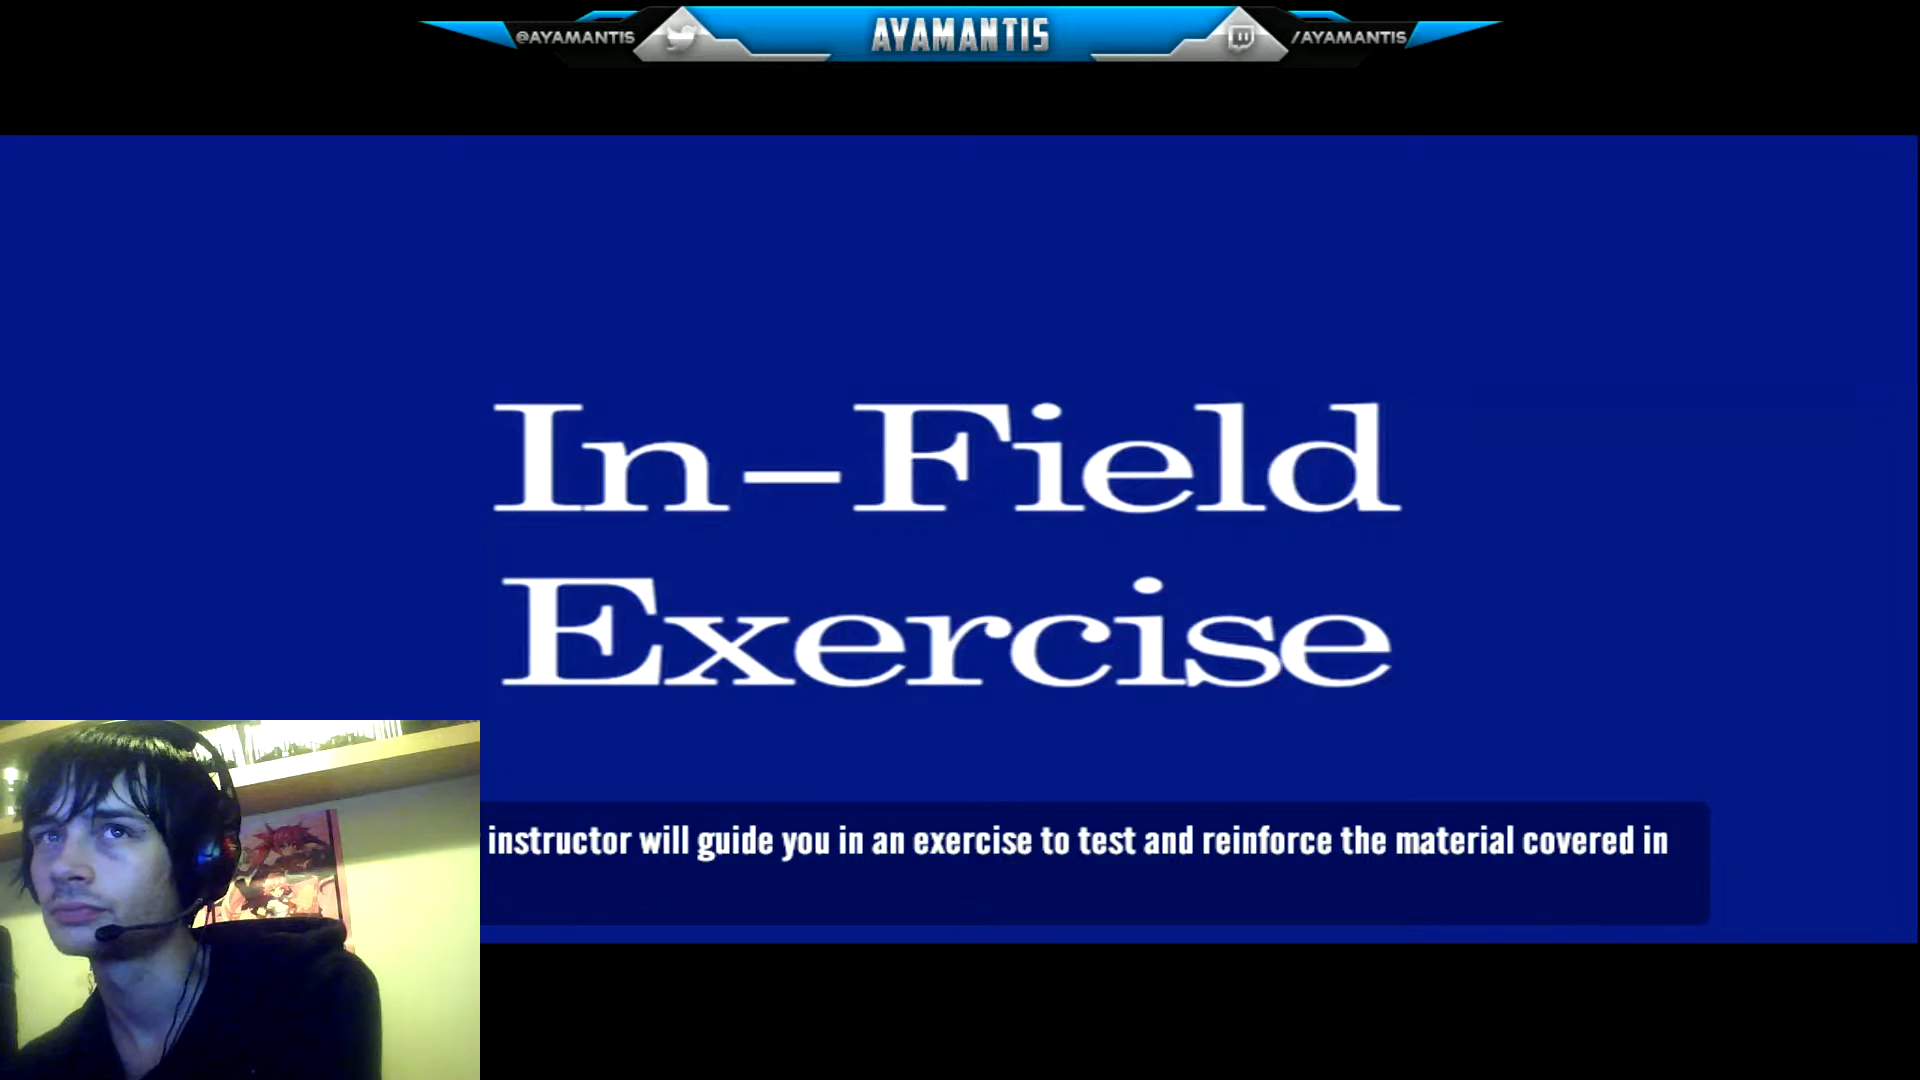 @AYAMANTIS AYAMANTIS /AYAMANTIS
In-Field
Exercise
instructor will guide you in an exercise to test and reinforce the material covered in